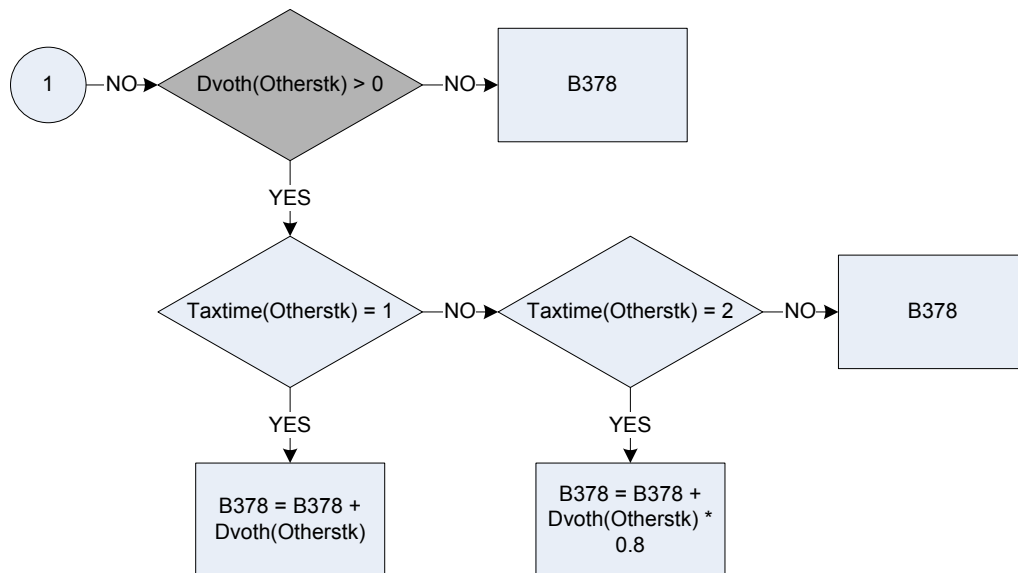 1
NO
Dvoth(Otherstk) > 0
NO
B378
YES
Taxtime(Otherstk) = 1
NO
Taxtime(Otherstk) = 2
NO
B378
YES
YES
B378 = B378 +
Dvoth(Otherstk)
B378 = B378 +
Dvoth(Otherstk) *
0.8